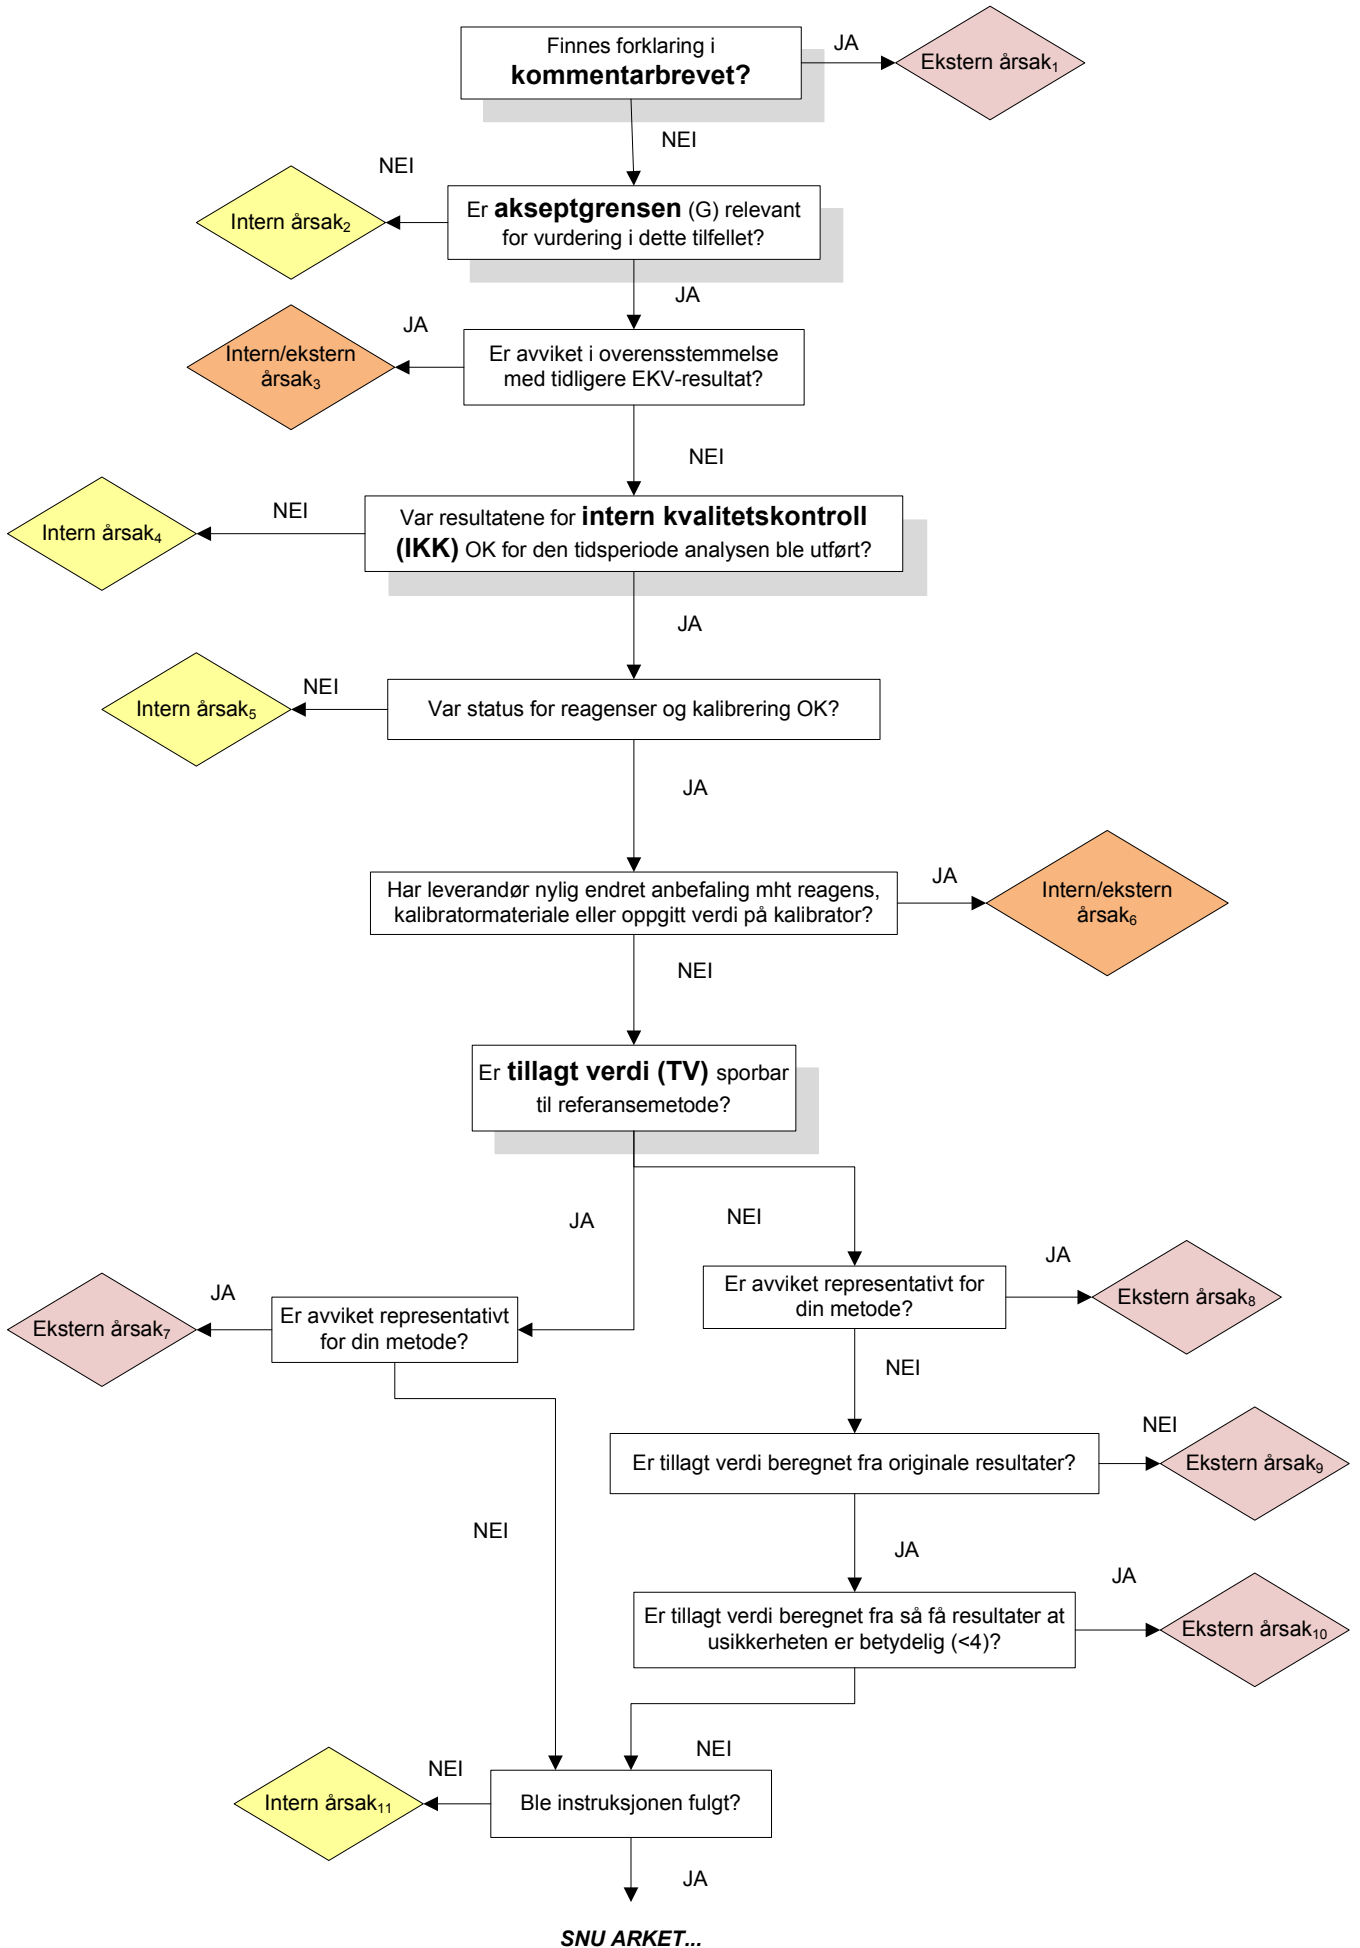 Finnes forklaring i
kommentarbrevet?
JA
Ekstern årsak1
NEI
NEI
Intern årsak2
Er akseptgrensen (G) relevant
for vurdering i dette tilfellet?
JA
JA
Intern/ekstern
årsak3
Er avviket i overensstemmelse
med tidligere EKV-resultat?
NEI
NEI
Intern årsak4
Var resultatene for intern kvalitetskontroll
(IKK) OK for den tidsperiode analysen ble utført?
JA
NEI
Intern årsak5
Var status for reagenser og kalibrering OK?
JA
Har leverandør nylig endret anbefaling mht reagens,
kalibratormateriale eller oppgitt verdi på kalibrator?
JA
Intern/ekstern
årsak6
NEI
Er tillagt verdi (TV) sporbar
til referansemetode?
JA
NEI
JA
Ekstern årsak7
Er avviket representativt
for din metode?
Er avviket representativt for
din metode?
JA
Ekstern årsak8
NEI
Er tillagt verdi beregnet fra originale resultater?
NEI
Ekstern årsak9
NEI
JA
Er tillagt verdi beregnet fra så få resultater at
usikkerheten er betydelig (<4)?
JA
Ekstern årsak10
NEI
NEI
Intern årsak11
Ble instruksjonen fulgt?
JA
SNU ARKET...